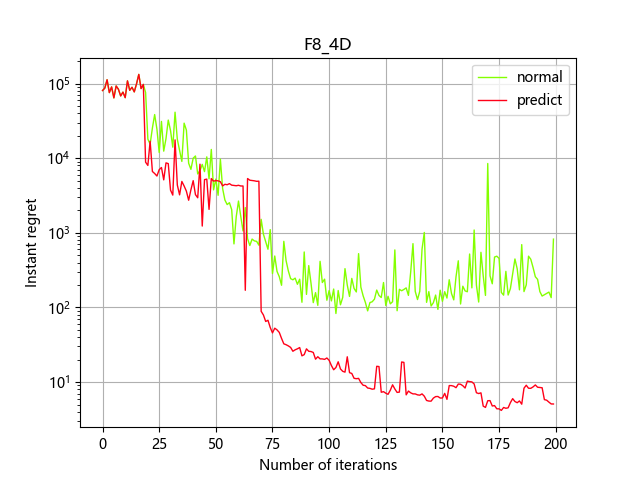 F8_4D
normal
predict
Instant regret
10^5
10^4
10^3
10^2
10^1
0 25 50 75 100 125 150 175 200
Number of iterations